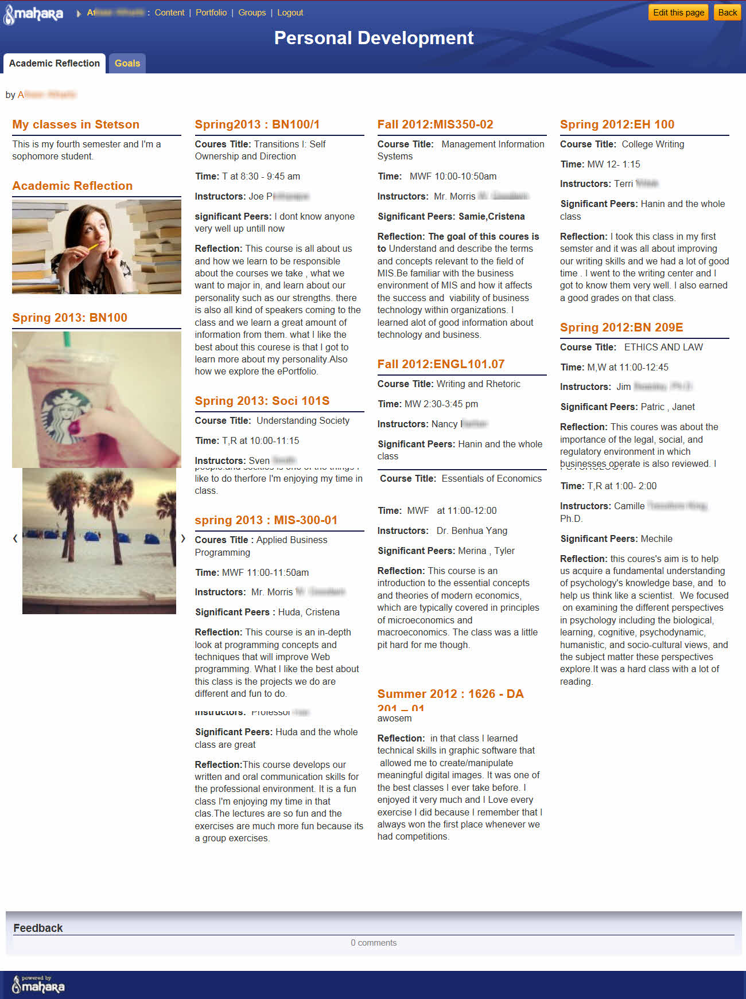 mahara
: Content | Portfolio | Groups | Logout
Edit this page Back
Personal Development
Academic Reflection Goals
by
My classes in Stetson
This is my fourth semester and I'm a
sophomore student.
Academic Reflection
Spring 2013: BN100
‹ ›
Spring2013 : BN100/1
Coures Title: Transitions I: Self
Ownership and Direction
Time: T at 8:30 - 9:45 am
Instructors: Joe
significant Peers: I dont know anyone
very well up untill now
Reflection: This course is all about us
and how we learn to be responsible
about the courses we take , what we
want to major in, and learn about our
personality such as our strengths. there
is also all kind of speakers coming to the
class and we learn a great amount of
information from them. what I like the
best about this courese is that I got to
learn more about my personality.Also
how we explore the ePortfolio.
Spring 2013: Soci 101S
Course Title: Understanding Society
Time: T,R at 10:00-11:15
Instructors: Sven
people.and socities is one of the things I
like to do therfore I'm enjoying my time in
class.
spring 2013 : MIS-300-01
Coures Title : Applied Business
Programming
Time: MWF 11:00-11:50am
Instructors: Mr. Morris
Significant Peers : Huda, Cristena
Reflection: This course is an in-depth
look at programming concepts and
techniques that will improve Web
programming. What I like the best about
this class is the projects we do are
different and fun to do.
Instructors: Professor
Significant Peers: Huda and the whole
class are great
Reflection:This course develops our
written and oral communication skills for
the professional environment. It is a fun
class I'm enjoying my time in that
clas.The lectures are so fun and the
exercises are much more fun because its
a group exercises.
Fall 2012:MIS350-02
Course Title: Management Information
Systems
Time: MWF 10:00-10:50am
Instructors: Mr. Morris
Significant Peers: Samie,Cristena
Reflection: The goal of this coures is
to Understand and describe the terms
and concepts relevant to the field of
MIS.Be familiar with the business
environment of MIS and how it affects
the success and viability of business
technology within organizations. I
learned alot of good information about
technology and business.
Fall 2012:ENGL101.07
Course Title: Writing and Rhetoric
Time: MW 2:30-3:45 pm
Instructors: Nancy
Significant Peers: Hanin and the whole
class
Course Title: Essentials of Economics
Time: MWF at 11:00-12:00
Instructors: Dr. Benhua Yang
Significant Peers: Merina , Tyler
Reflection: This course is an
introduction to the essential concepts
and theories of modern economics,
which are typically covered in principles
of microeconomics and
macroeconomics. The class was a little
pit hard for me though.
Summer 2012 : 1626 - DA
201 – 01
awosem
Reflection: in that class I learned
technical skills in graphic software that
allowed me to create/manipulate
meaningful digital images. It was one of
the best classes I ever take before. I
enjoyed it very much and I Love every
exercise I did because I remember that I
always won the first place whenever we
had competitions.
Spring 2012:EH 100
Course Title: College Writing
Time: MW 12- 1:15
Instructors: Terri
Significant Peers: Hanin and the whole
class
Reflection: I took this class in my first
semster and it was all about improving
our writing skills and we had a lot of good
time . I went to the writing center and I
got to know them very well. I also earned
a good grades on that class.
Spring 2012:BN 209E
Course Title: ETHICS AND LAW
Time: M,W at 11:00-12:45
Instructors: Jim
Significant Peers: Patric , Janet
Reflection: This coures was about the
importance of the legal, social, and
regulatory environment in which
businesses operate is also reviewed. I
PSYCHOLOGY
Time: T,R at 1:00- 2:00
Instructors: Camille
Ph.D.
Significant Peers: Mechile
Reflection: this coures's aim is to help
us acquire a fundamental understanding
of psychology's knowledge base, and to
help us think like a scientist. We focused
on examining the different perspectives
in psychology including the biological,
learning, cognitive, psychodynamic,
humanistic, and socio-cultural views, and
the subject matter these perspectives
explore.It was a hard class with a lot of
reading.
Feedback
0 comments
powered by
mahara